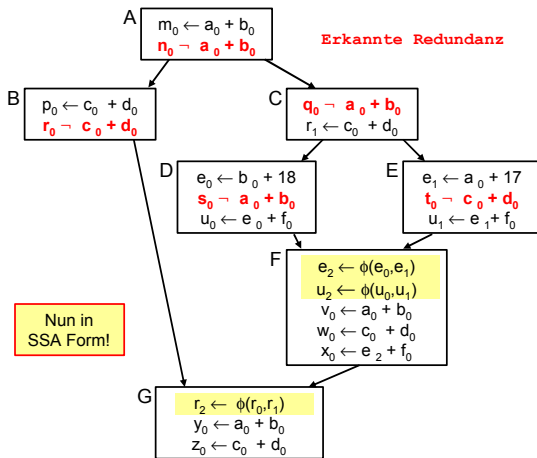 A
m₀ ← a₀ + b₀
n₀ ¬ a₀ + b₀
Erkannte Redundanz
B
p₀ ← c₀ + d₀
r₀ ¬ c₀ + d₀
C
q₀ ¬ a₀ + b₀
r₁ ← c₀ + d₀
D
e₀ ← b₀ + 18
s₀ ¬ a₀ + b₀
u₀ ← e₀ + f₀
E
e₁ ← a₀ + 17
t₀ ¬ c₀ + d₀
u₁ ← e₁ + f₀
F
e₂ ← ϕ(e₀,e₁)
u₂ ← ϕ(u₀,u₁)
v₀ ← a₀ + b₀
w₀ ← c₀ + d₀
x₀ ← e₂ + f₀
Nun in
SSA Form!
G
r₂ ← ϕ(r₀,r₁)
y₀ ← a₀ + b₀
z₀ ← c₀ + d₀